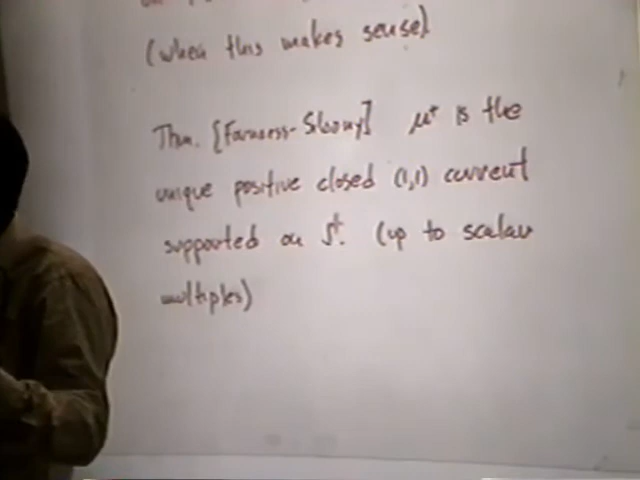 (when this makes sense)
Thm. [Fornæss-Sibony] μ⁺ is the
unique positive closed (1,1) current
supported on J⁺. (up to scalar
multiples)